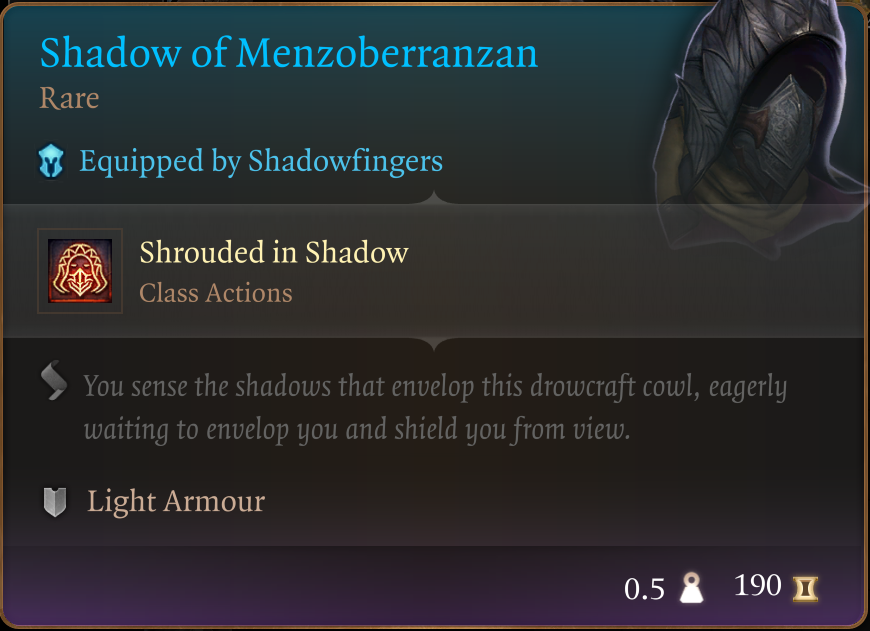 Shadow of Menzoberranzan
Rare
Equipped by Shadowfingers
Shrouded in Shadow
Class Actions
You sense the shadows that envelop this drowcraft cowl, eagerly
waiting to envelop you and shield you from view.
Light Armour
0.5 190